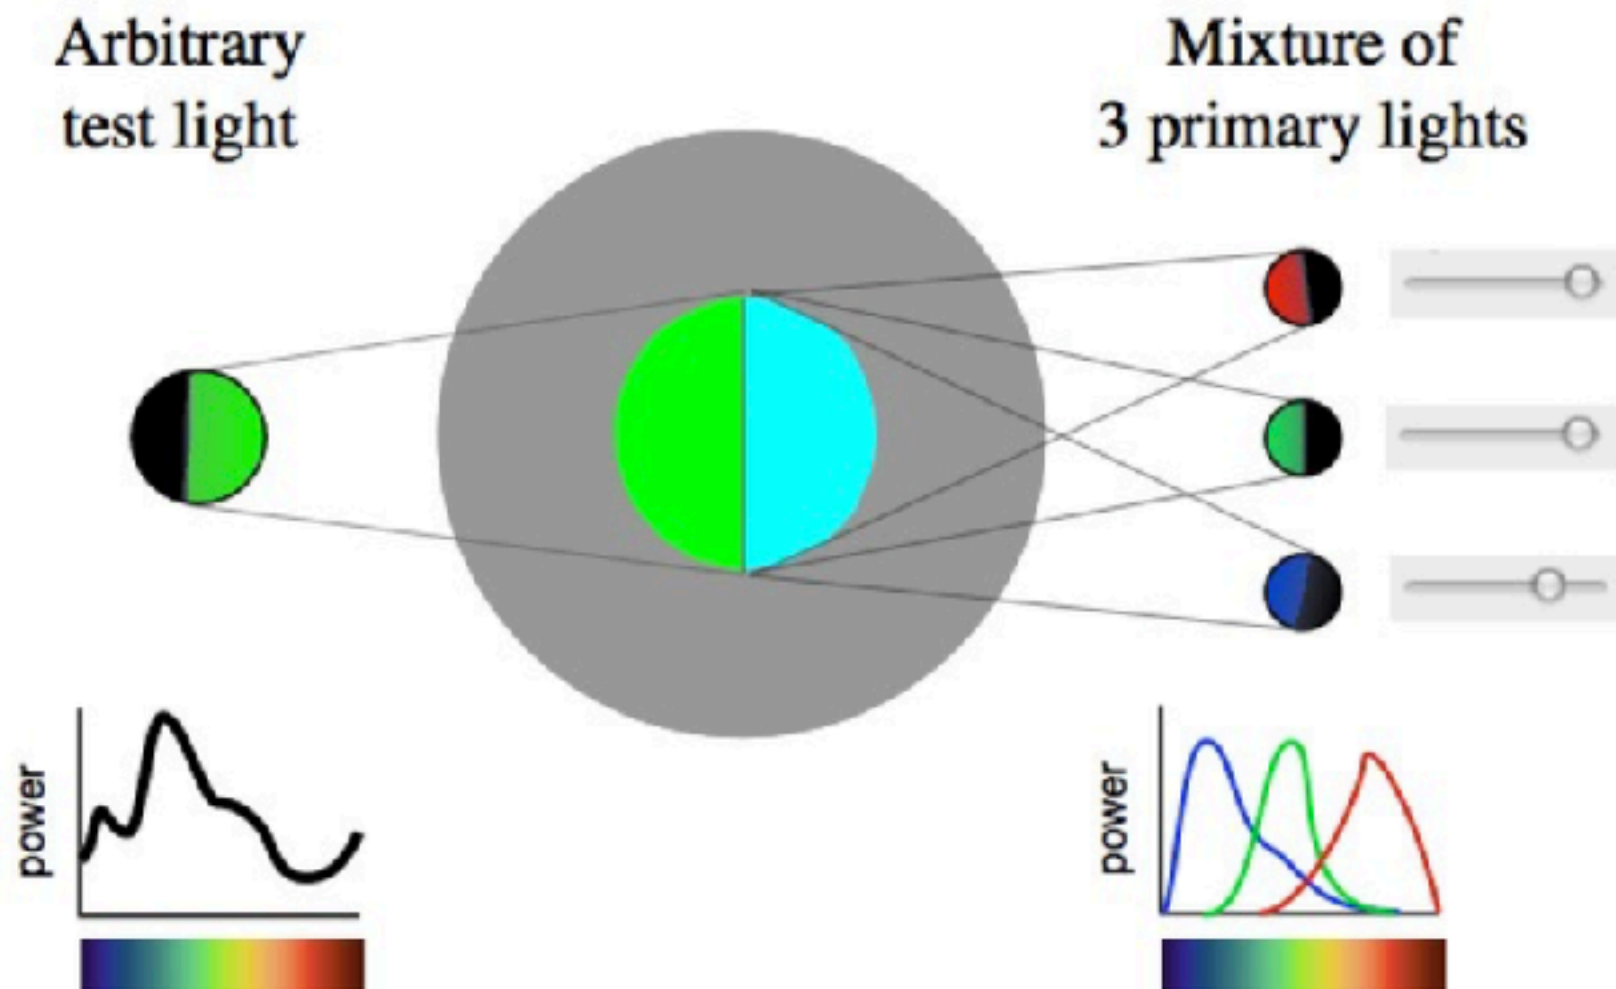 Arbitrary
test light
Mixture of
3 primary lights
power
power